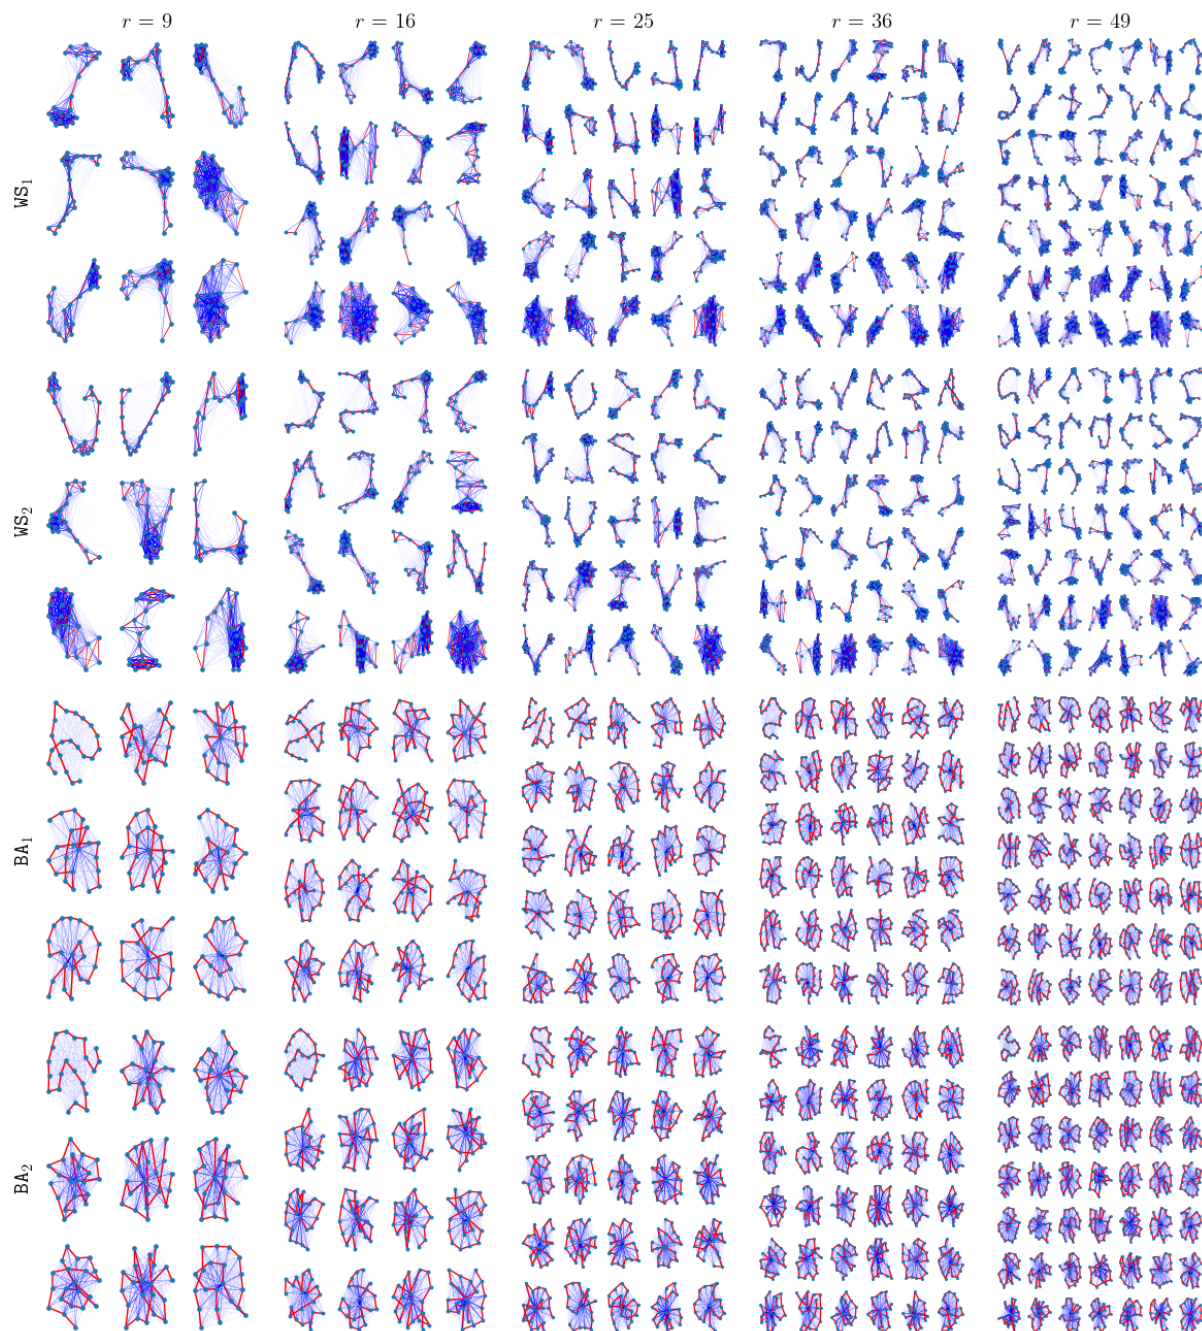 r = 9 r = 16 r = 25 r = 36 r = 49
WS1
WS2
BA1
BA2